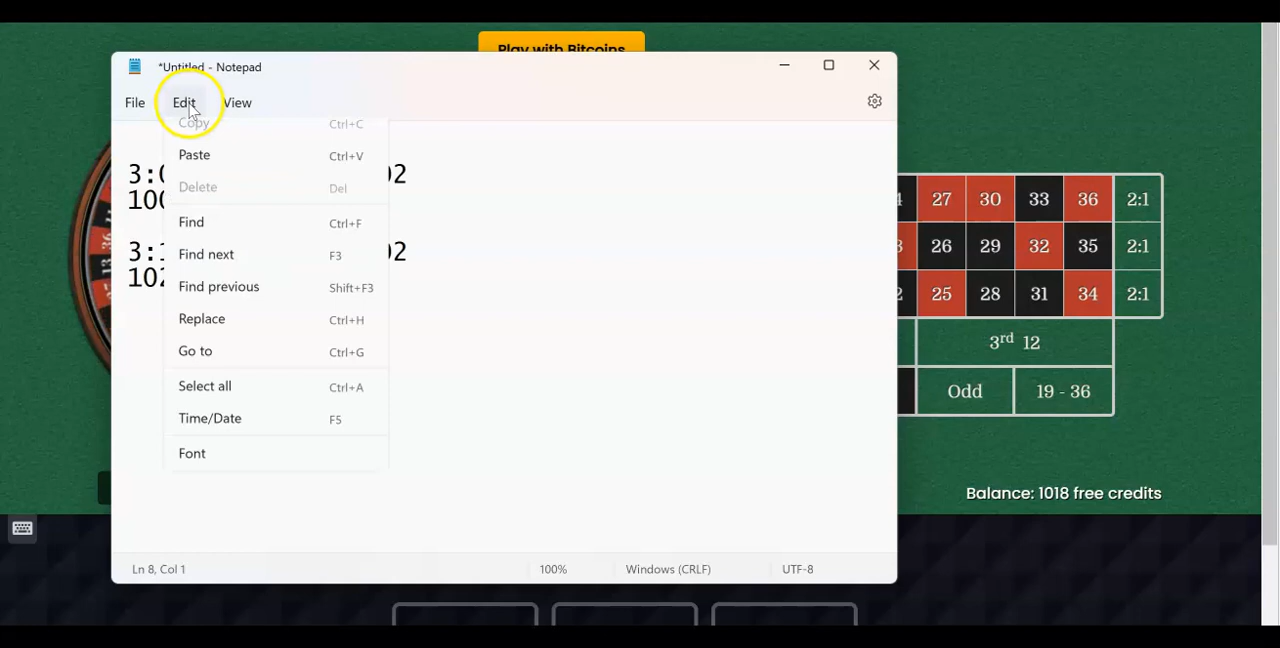 Play with Bitcoins
*Untitled - Notepad
File Edit View
Copy Ctrl+C
Paste Ctrl+V
Delete Del
Find Ctrl+F
Find next F3
Find previous Shift+F3
Replace Ctrl+H
Go to Ctrl+G
Select all Ctrl+A
Time/Date F5
Font
Ln 8, Col 1 100% Windows (CRLF) UTF-8
27 30 33 36 2:1
26 29 32 35 2:1
25 28 31 34 2:1
3rd 12
Odd 19 - 36
Balance: 1018 free credits